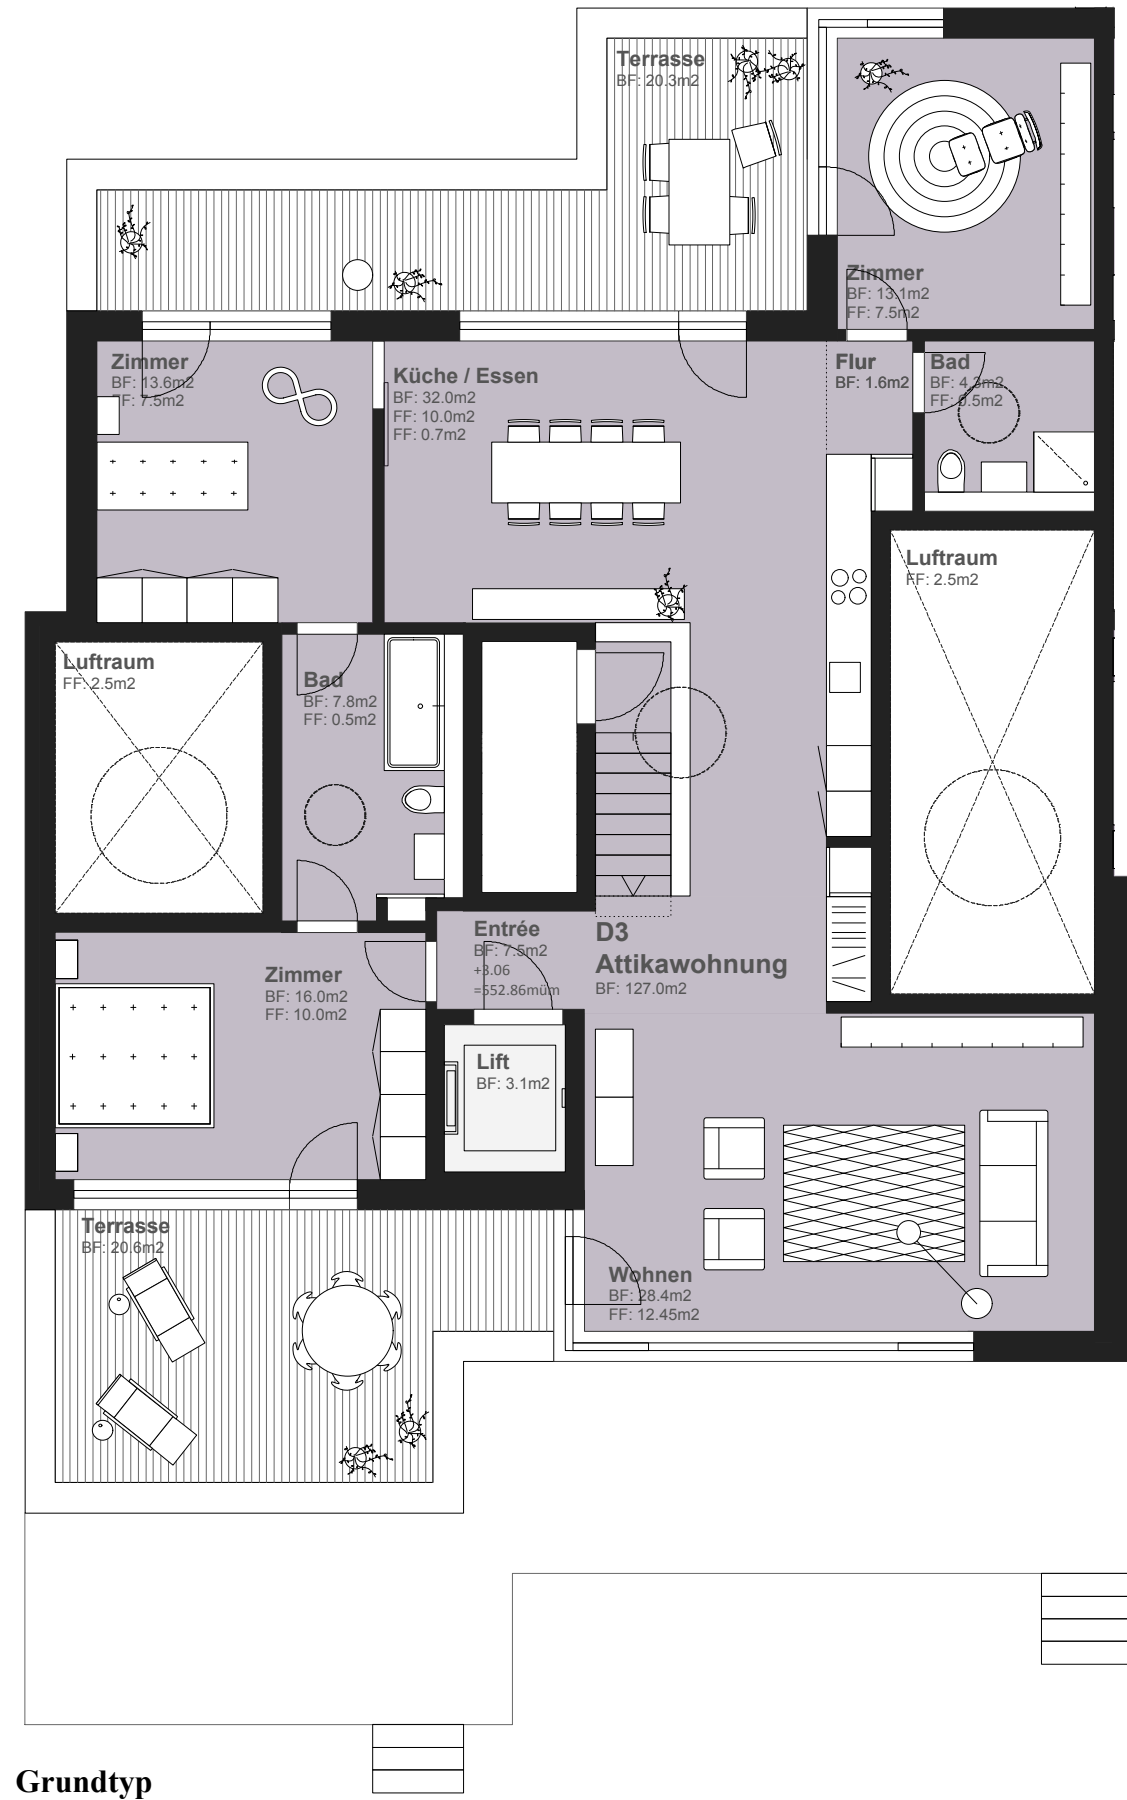 Terrasse
BF: 20.3m2
Zimmer
BF: 13.1m2
FF: 7.5m2
Zimmer
BF: 13.6m2
FF: 7.5m2
Küche / Essen
BF: 32.0m2
FF: 10.0m2
FF: 0.7m2
Flur
BF: 1.6m2
Bad
BF: 4.3m2
FF: 0.5m2
Luftraum
FF: 2.5m2
Luftraum
FF: 2.5m2
Bad
BF: 7.8m2
FF: 0.5m2
Entrée
BF: 7.5m2
+3.06
=552.86müm
D3
Attikawohnung
BF: 127.0m2
Zimmer
BF: 16.0m2
FF: 10.0m2
Lift
BF: 3.1m2
Terrasse
BF: 20.6m2
Wohnen
BF: 28.4m2
FF: 12.45m2
Grundtyp